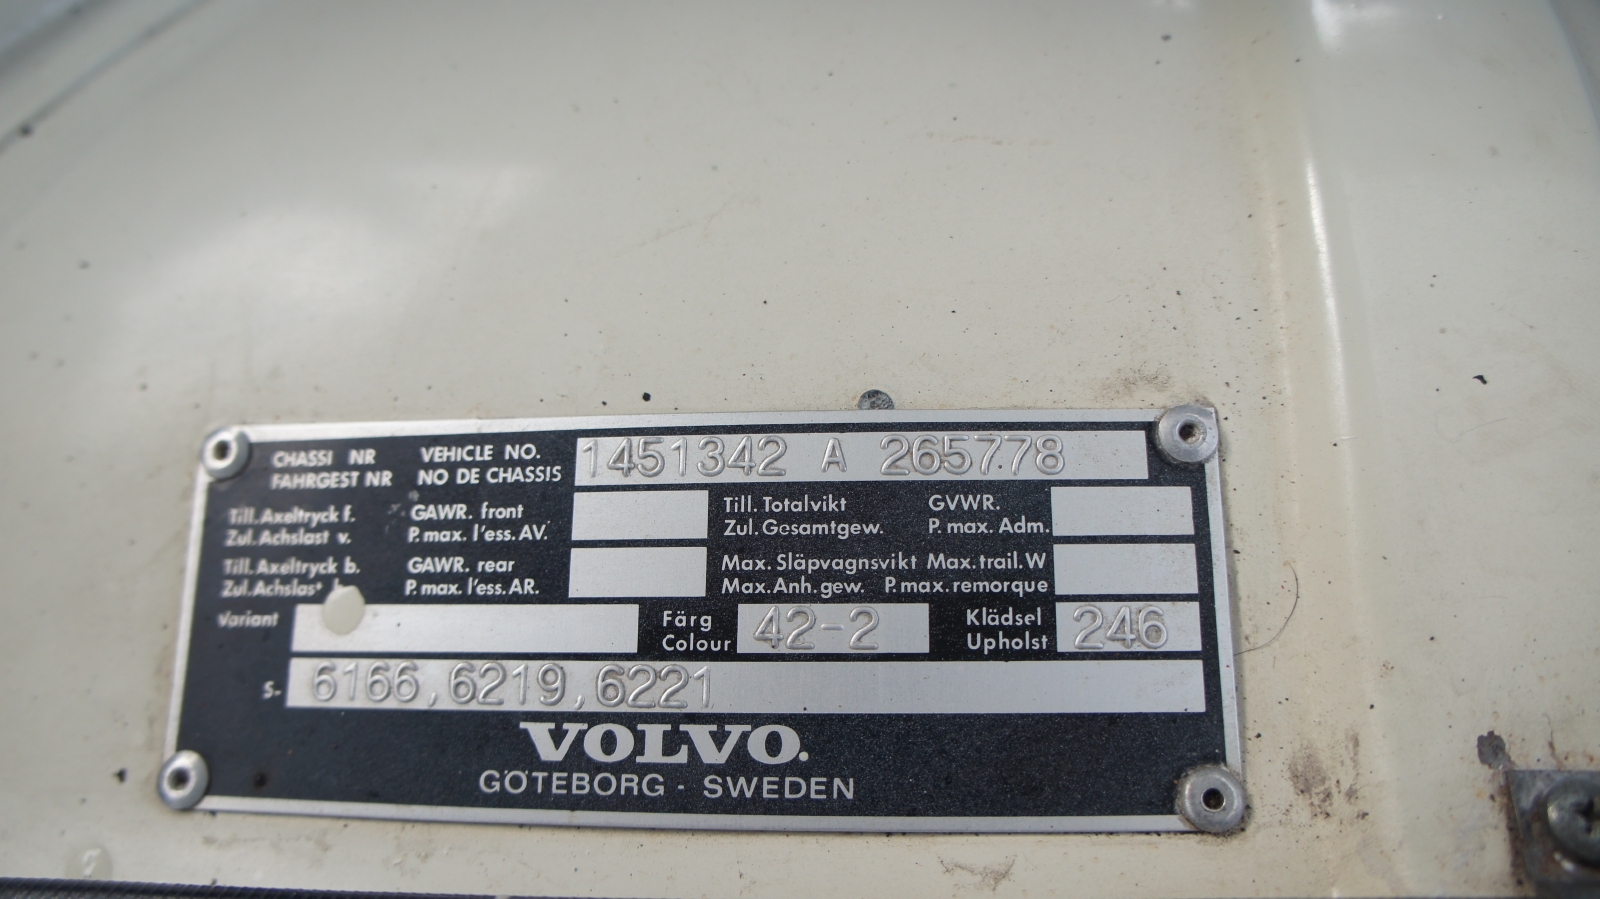 CHASSI NR VEHICLE NO. 1451342 A 265778
FAHRGEST NR NO DE CHASSIS
Till. Axeltryck f. GAWR. front Till. Totalvikt GVWR.
Zul. Achslast v. P. max. l'ess. AV. Zul. Gesamtgew. P. max. Adm.
Till. Axeltryck b. GAWR. rear Max. Släpvagnsvikt Max. trail. W
Zul. Achslast P. max. l'ess. AR. Max. Anh. gew. P. max. remorque
Variant Färg 42-2 Klädsel 246
Colour Upholst
S- 6166, 6219, 6221
VOLVO.
GÖTEBORG - SWEDEN